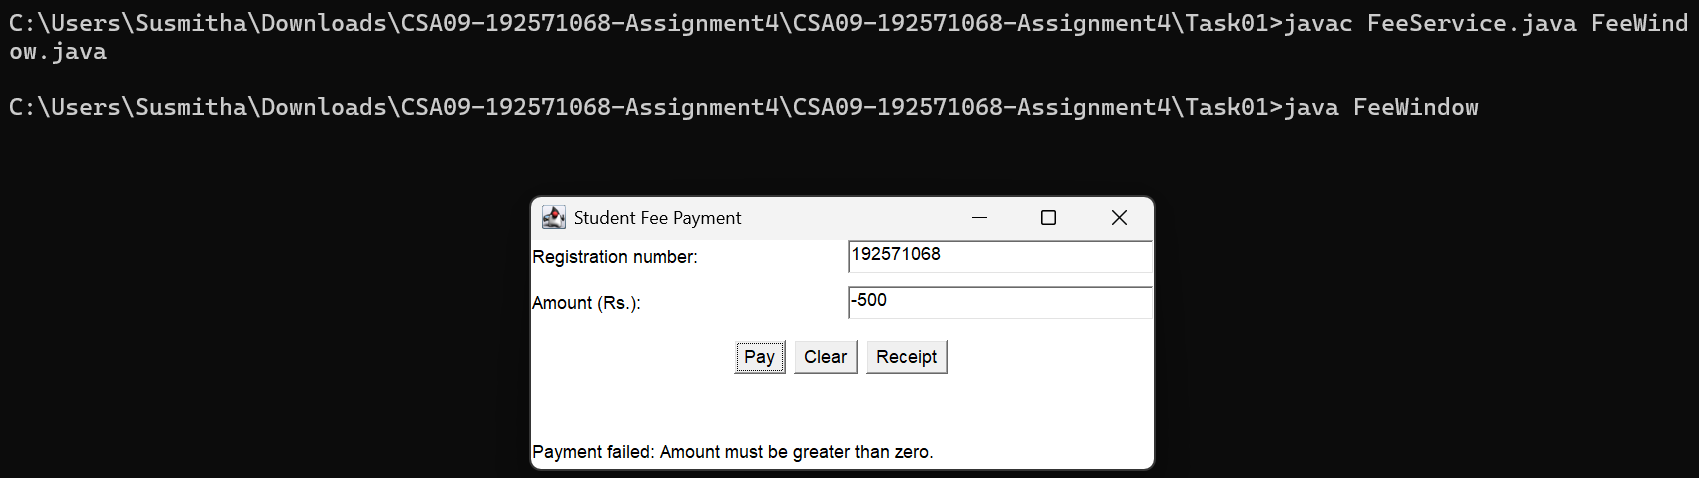 C:\Users\Susmitha\Downloads\CSA09-192571068-Assignment4\CSA09-192571068-Assignment4\Task01>javac FeeService.java FeeWind
ow.java
C:\Users\Susmitha\Downloads\CSA09-192571068-Assignment4\CSA09-192571068-Assignment4\Task01>java FeeWindow
Student Fee Payment
Registration number: 192571068
Amount (Rs.): -500
Pay Clear Receipt
Payment failed: Amount must be greater than zero.